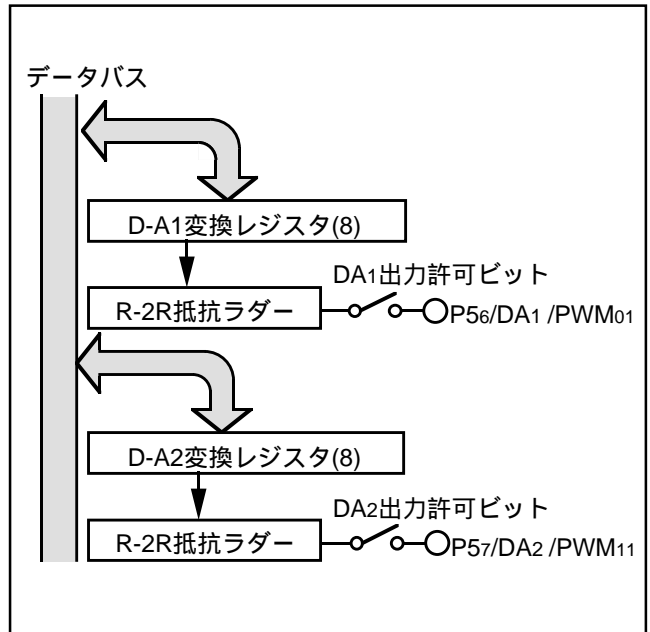 データバス
D-A1変換レジスタ(8)
DA1出力許可ビット
R-2R抵抗ラダー
P56/DA1 /PWM01
D-A2変換レジスタ(8)
DA2出力許可ビット
R-2R抵抗ラダー
P57/DA2 /PWM11